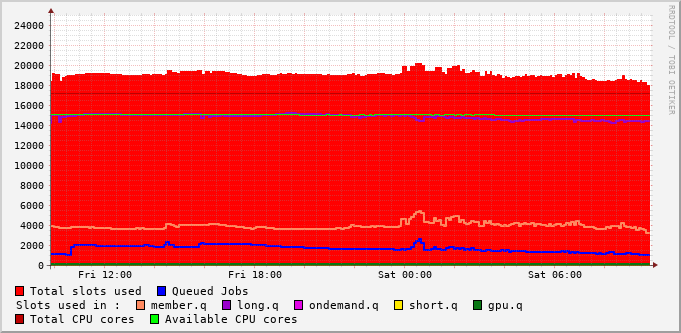 RRDTOOL / TOBI OETIKER
24000
22000
20000
18000
16000
14000
12000
10000
8000
6000
4000
2000
0
Fri 12:00 Fri 18:00 Sat 00:00 Sat 06:00
Total slots used Queued Jobs
Slots used in : member.q long.q ondemand.q short.q gpu.q
Total CPU cores Available CPU cores